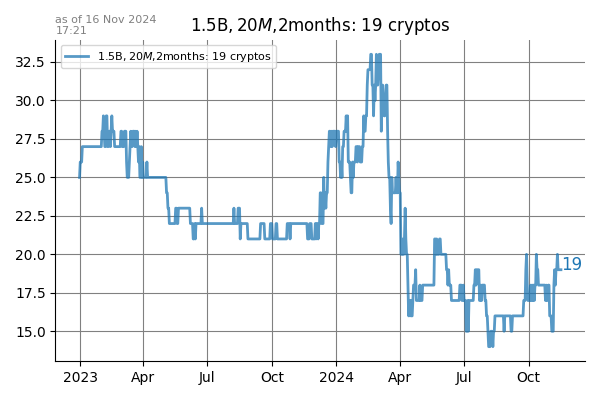 as of 16 Nov 2024
17:21
1.5B, 20M,2months: 19 cryptos
1.5B, 20M,2months: 19 cryptos
32.5
30.0
27.5
25.0
22.5
20.0
17.5
15.0
19
2023 Apr Jul Oct 2024 Apr Jul Oct